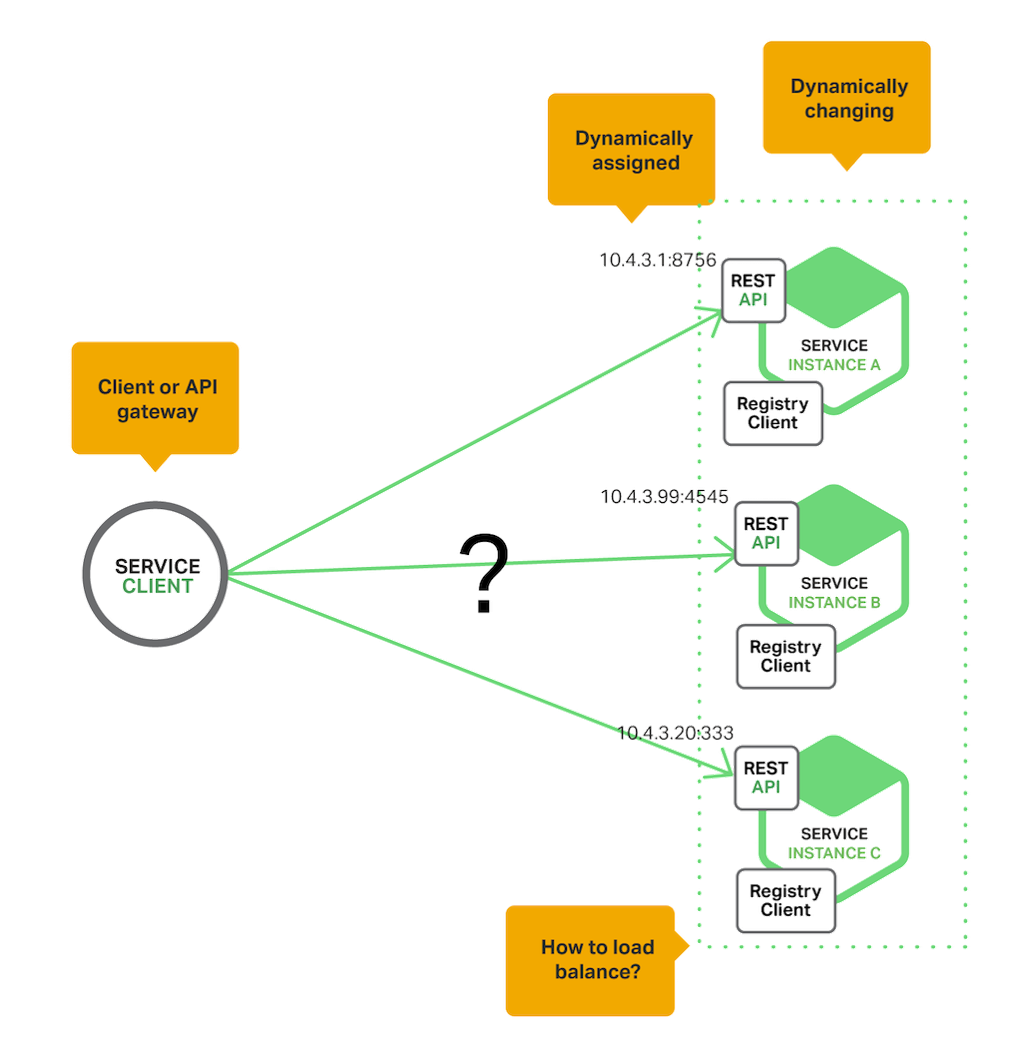 Dynamically
changing
Dynamically
assigned
10.4.3.1:8756
REST
API
SERVICE
INSTANCE A
Registry
Client
Client or API
gateway
10.4.3.99:4545
REST
API
?
SERVICE
CLIENT
SERVICE
INSTANCE B
Registry
Client
10.4.3.20:333
REST
API
SERVICE
INSTANCE C
Registry
Client
How to load
balance?